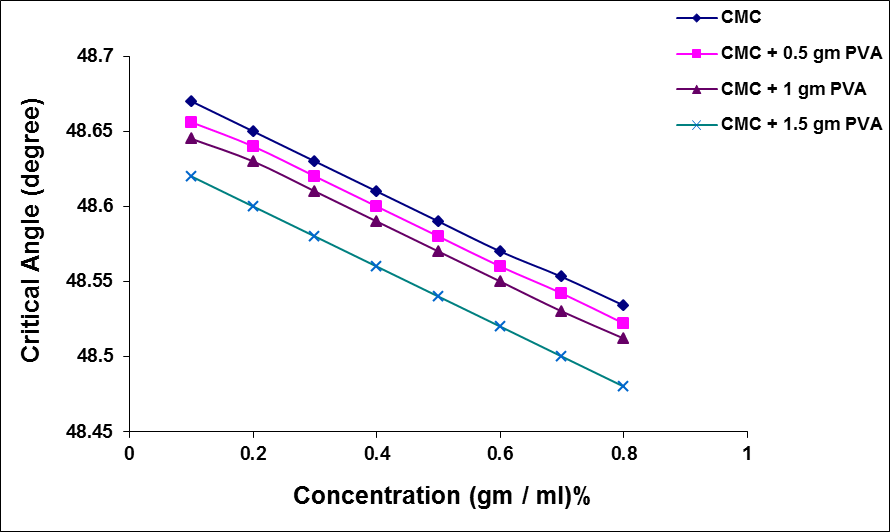 CMC
CMC + 0.5 gm PVA
CMC + 1 gm PVA
CMC + 1.5 gm PVA
Critical Angle (degree)
48.7
48.65
48.6
48.55
48.5
48.45
0 0.2 0.4 0.6 0.8 1
Concentration (gm / ml)%